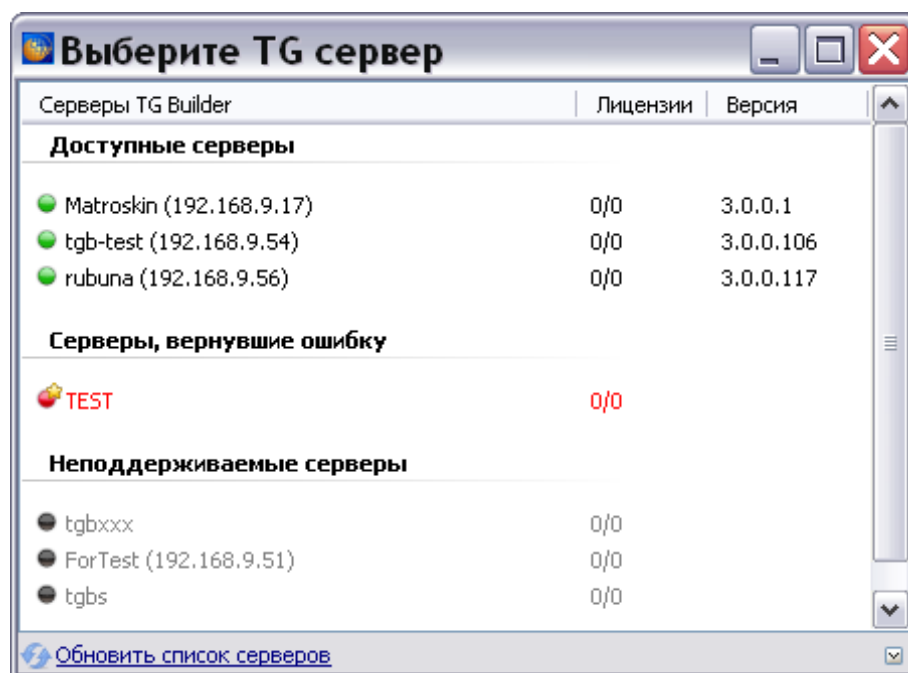 Выберите TG сервер
Серверы TG Builder Лицензии Версия
Доступные серверы
Matroskin (192.168.9.17) 0/0 3.0.0.1
tgb-test (192.168.9.54) 0/0 3.0.0.106
rubuna (192.168.9.56) 0/0 3.0.0.117
Серверы, вернувшие ошибку
TEST 0/0
Неподдерживаемые серверы
tgbxxx 0/0
ForTest (192.168.9.51) 0/0
tgbs 0/0
Обновить список серверов